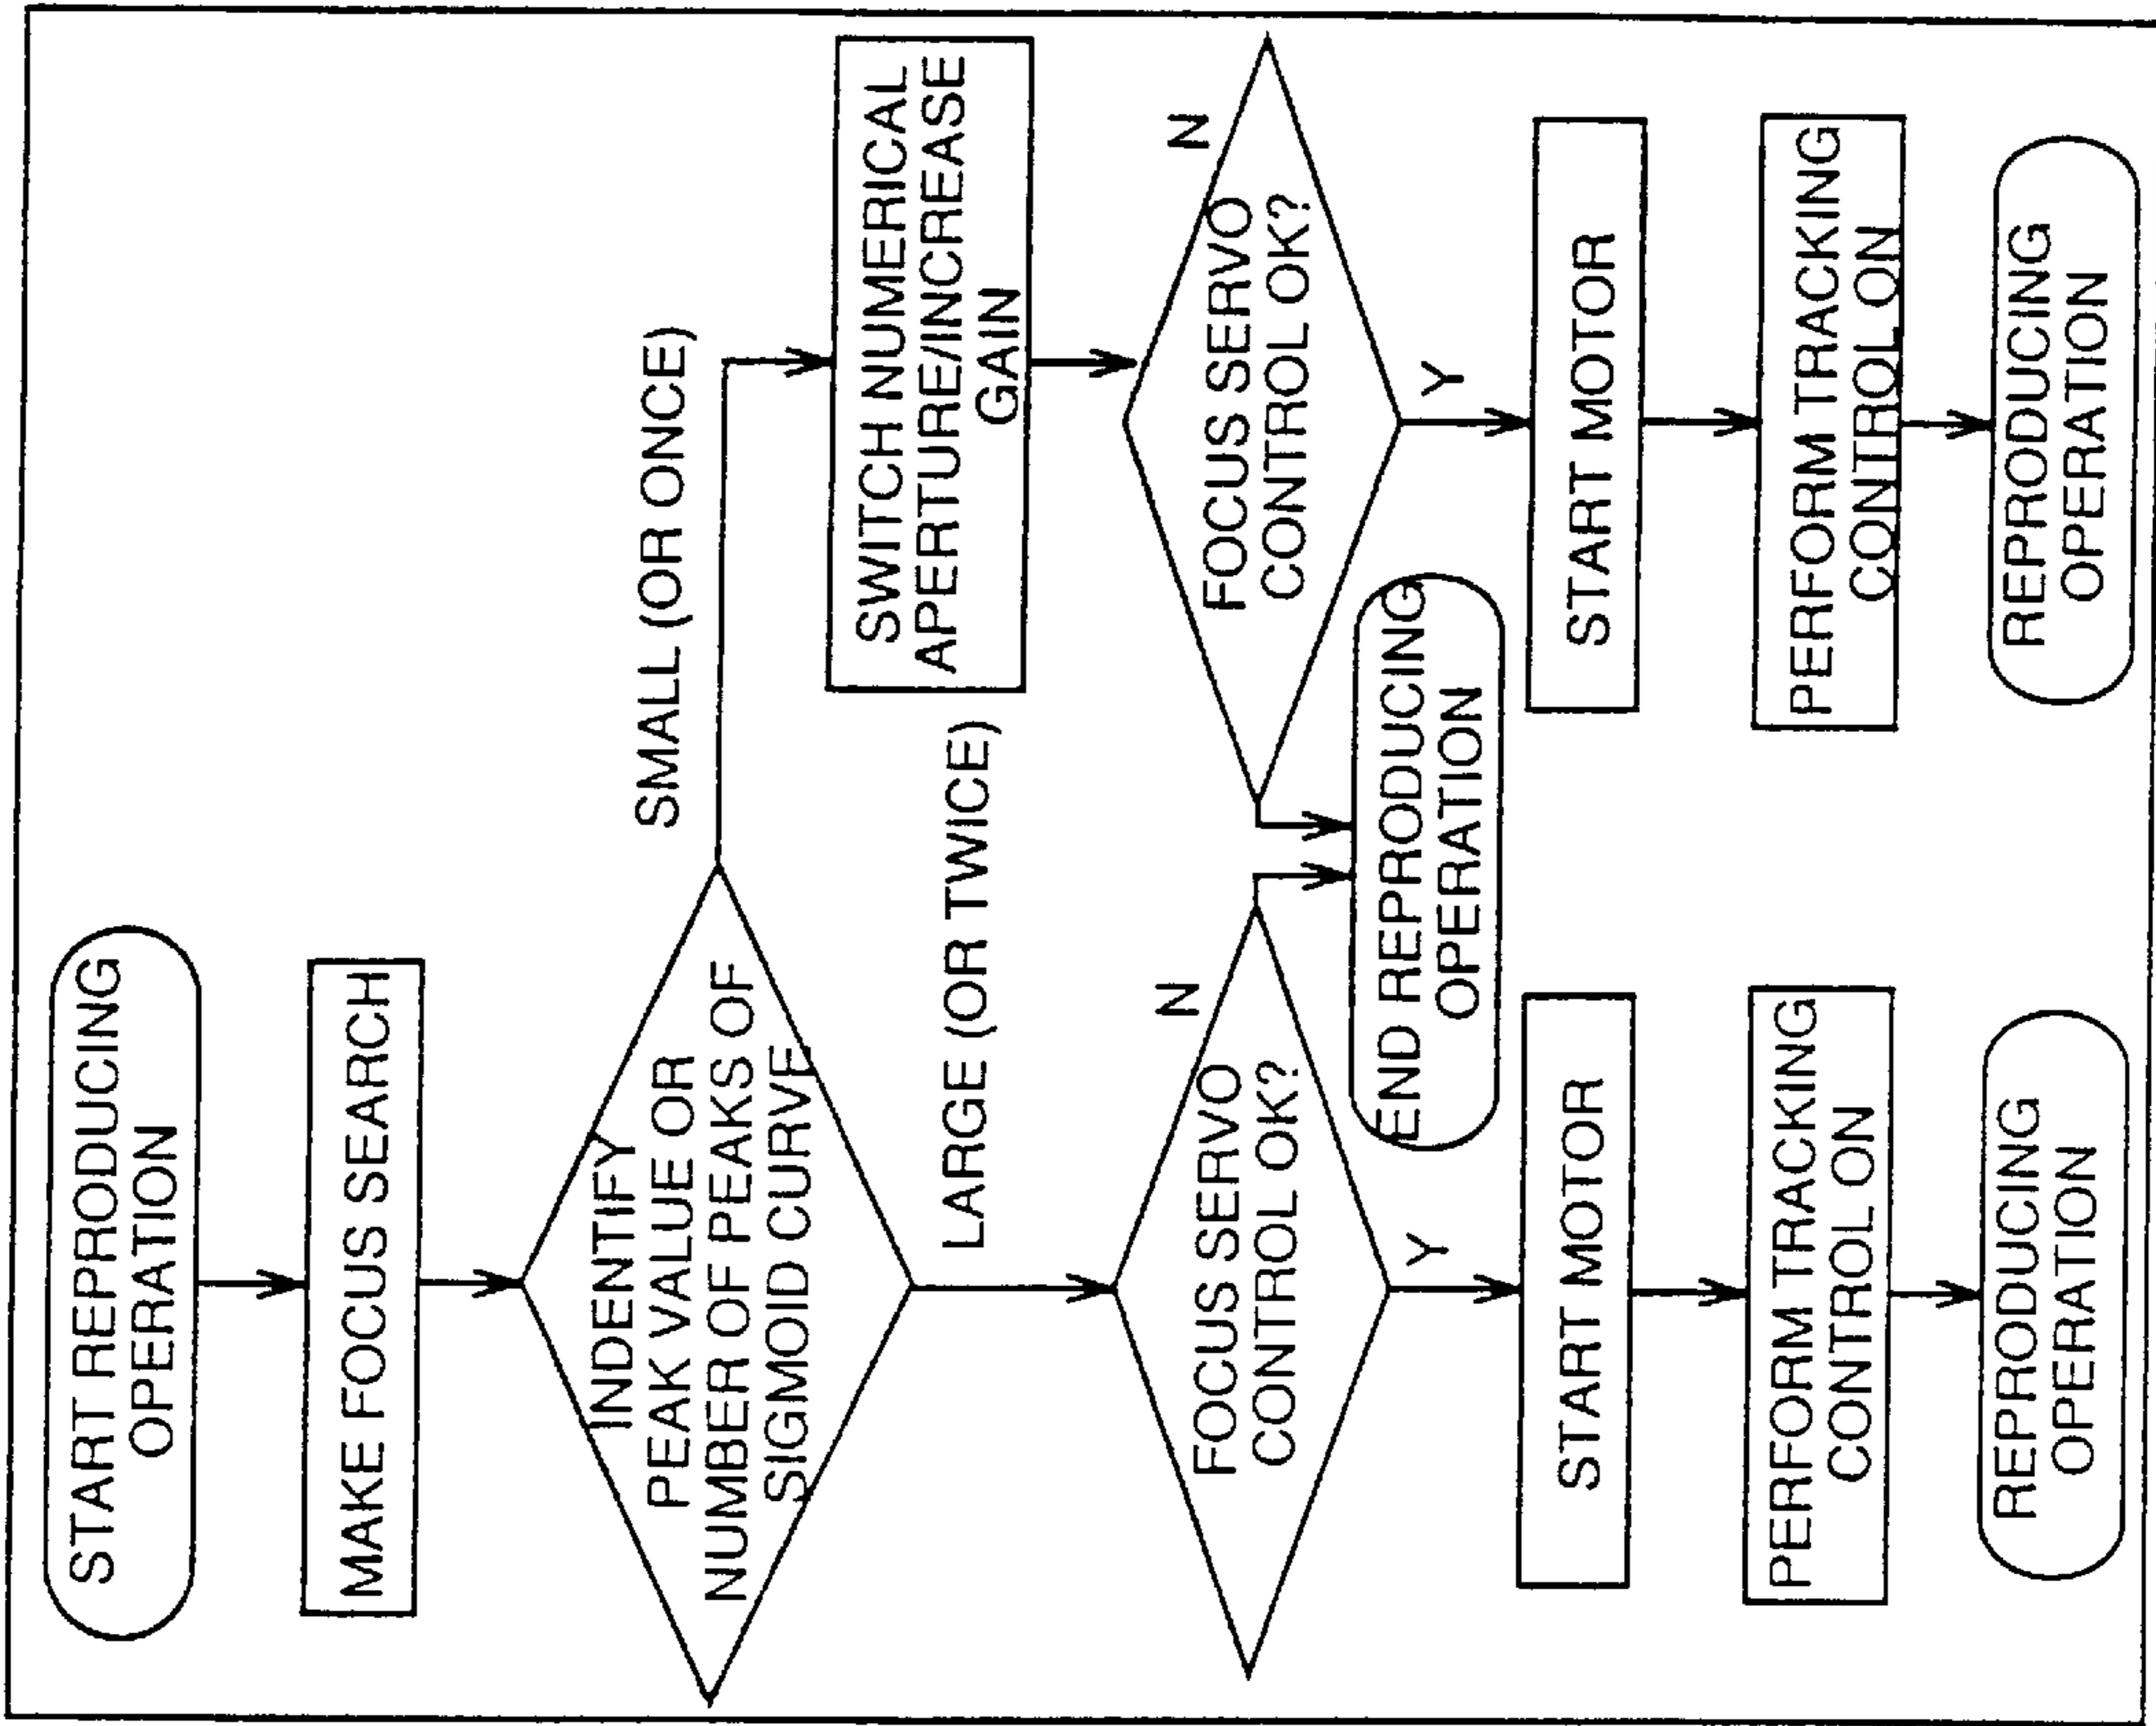 START REPRODUCING
OPERATION
MAKE FOCUS SEARCH
INDENTIFY
PEAK VALUE OR
NUMBER OF PEAKS OF
SIGMOID CURVE
SMALL (OR ONCE)
LARGE (OR TWICE)
SWITCH NUMERICAL
APERTURE/INCREASE
GAIN
FOCUS SERVO
CONTROL OK?
N
Y
END REPRODUCING
OPERATION
START MOTOR
PERFORM TRACKING
CONTROL ON
REPRODUCING
OPERATION
FOCUS SERVO
CONTROL OK?
N
Y
START MOTOR
PERFORM TRACKING
CONTROL ON
REPRODUCING
OPERATION